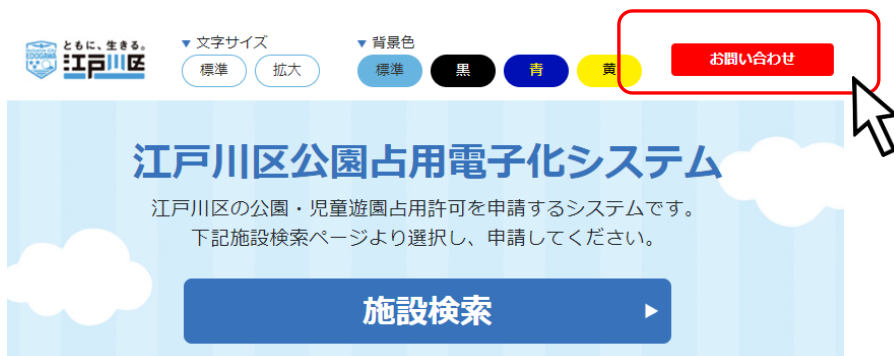 ともに、生きる。
江戸川区
▼文字サイズ
標準
拡大
▼背景色
標準
黒
青
黄
お問い合わせ
江戸川区公園占用電子化システム
江戸川区の公園・児童遊園占用許可を申請するシステムです。
下記施設検索ページより選択し、申請してください。
施設検索